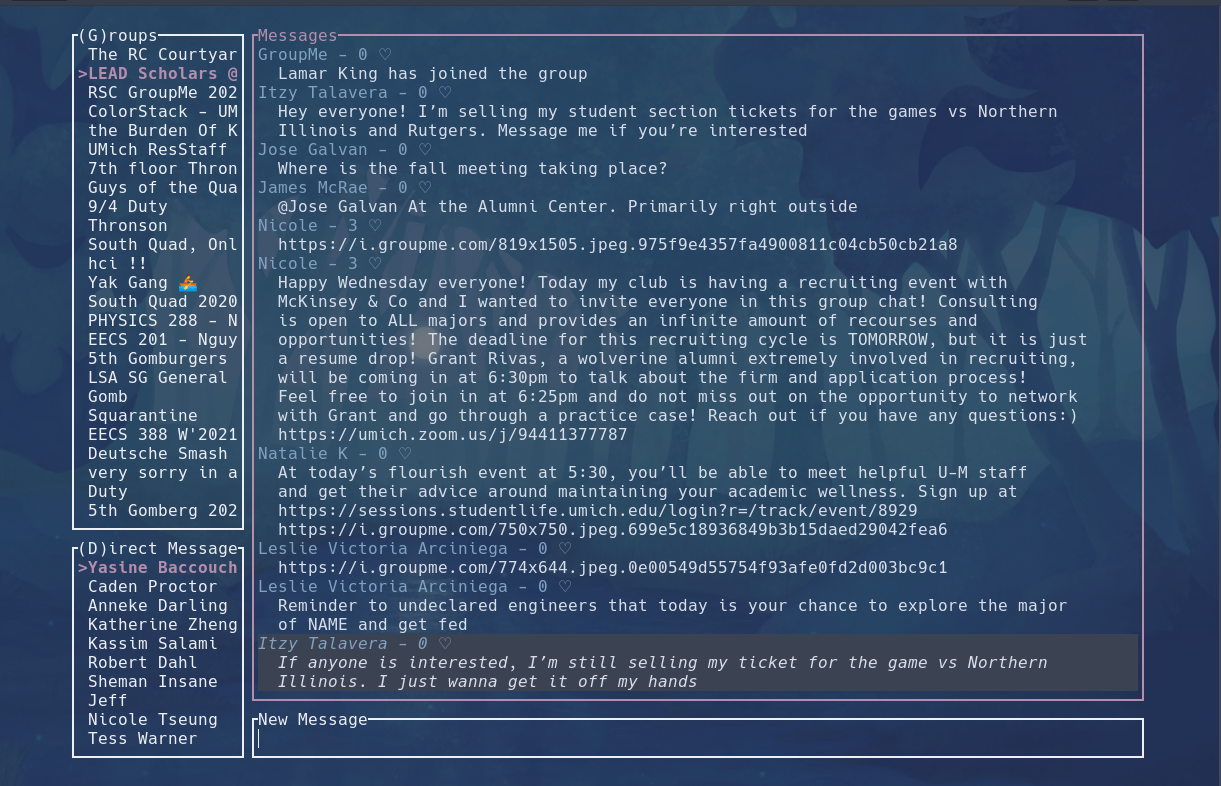 (G)roups
The RC Courtyar
>LEAD Scholars @
RSC GroupMe 202
ColorStack - UM
the Burden Of K
UMich ResStaff
7th floor Thron
Guys of the Qua
9/4 Duty
Thronson
South Quad, Onl
hci !!
Yak Gang 🚣
South Quad 2020
PHYSICS 288 - N
EECS 201 - Nguy
5th Gomburgers
LSA SG General
Gomb
Squarantine
EECS 388 W'2021
Deutsche Smash
very sorry in a
Duty
5th Gomberg 202
(D)irect Message
>Yasine Baccouch
Caden Proctor
Anneke Darling
Katherine Zheng
Kassim Salami
Robert Dahl
Sheman Insane
Jeff
Nicole Tseung
Tess Warner
Messages
GroupMe - 0 ♡
Lamar King has joined the group
Itzy Talavera - 0 ♡
Hey everyone! I’m selling my student section tickets for the games vs Northern
Illinois and Rutgers. Message me if you’re interested
Jose Galvan - 0 ♡
Where is the fall meeting taking place?
James McRae - 0 ♡
@Jose Galvan At the Alumni Center. Primarily right outside
Nicole - 3 ♡
https://i.groupme.com/819x1505.jpeg.975f9e4357fa4900811c04cb50cb21a8
Nicole - 3 ♡
Happy Wednesday everyone! Today my club is having a recruiting event with
McKinsey & Co and I wanted to invite everyone in this group chat! Consulting
is open to ALL majors and provides an infinite amount of recourses and
opportunities! The deadline for this recruiting cycle is TOMORROW, but it is just
a resume drop! Grant Rivas, a wolverine alumni extremely involved in recruiting,
will be coming in at 6:30pm to talk about the firm and application process!
Feel free to join in at 6:25pm and do not miss out on the opportunity to network
with Grant and go through a practice case! Reach out if you have any questions:)
https://umich.zoom.us/j/94411377787
Natalie K - 0 ♡
At today’s flourish event at 5:30, you’ll be able to meet helpful U-M staff
and get their advice around maintaining your academic wellness. Sign up at
https://sessions.studentlife.umich.edu/login?r=/track/event/8929
https://i.groupme.com/750x750.jpeg.699e5c18936849b3b15daed29042fea6
Leslie Victoria Arciniega - 0 ♡
https://i.groupme.com/774x644.jpeg.0e00549d55754f93afe0fd2d003bc9c1
Leslie Victoria Arciniega - 0 ♡
Reminder to undeclared engineers that today is your chance to explore the major
of NAME and get fed
Itzy Talavera - 0 ♡
If anyone is interested, I’m still selling my ticket for the game vs Northern
Illinois. I just wanna get it off my hands
New Message